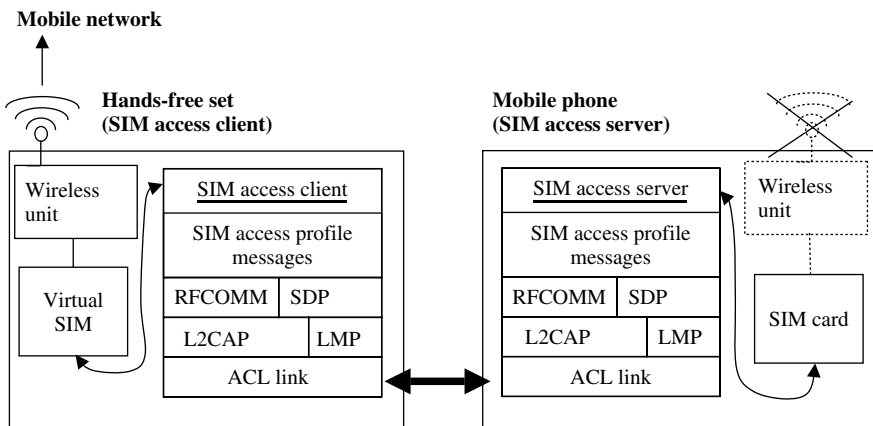 Mobile network
Hands-free set
(SIM access client)
Wireless
unit
Virtual
SIM
SIM access client
SIM access profile
messages
RFCOMM
SDP
L2CAP
LMP
ACL link
Mobile phone
(SIM access server)
SIM access server
SIM access profile
messages
RFCOMM
SDP
L2CAP
LMP
ACL link
Wireless
unit
SIM card